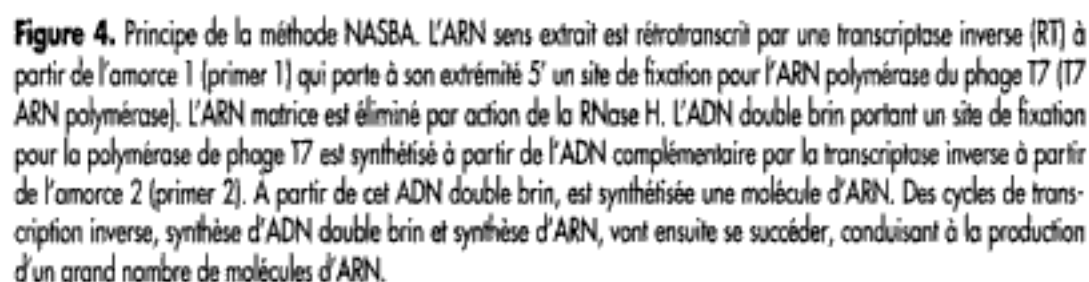 Figure 4. Principe de la méthode NASBA. L'ARN sens extrait est rétrotranscrit par une transcriptase inverse (RT) à
partir de l'amorce 1 (primer 1) qui porte à son extrémité 5' un site de fixation pour l'ARN polymérase du phage T7 (T7
ARN polymérase). L'ARN matrice est éliminé par action de la RNase H. L'ADN double brin portant un site de fixation
pour la polymérase de phage T7 est synthétisé à partir de l'ADN complémentaire par la transcriptase inverse à partir
de l'amorce 2 (primer 2). À partir de cet ADN double brin, est synthétisée une molécule d'ARN. Des cycles de trans-
cription inverse, synthèse d'ADN double brin et synthèse d'ARN, vont ensuite se succéder, conduisant à la production
d'un grand nombre de molécules d'ARN.